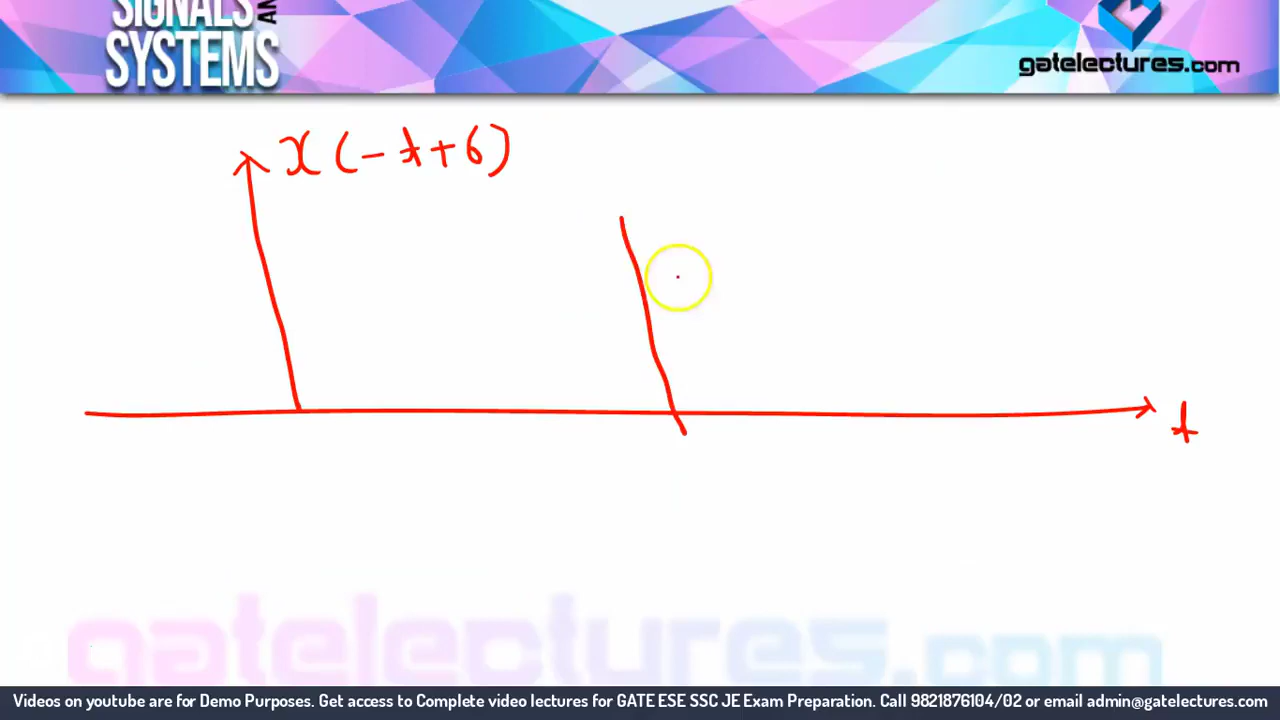 SIGNALS AND
SYSTEMS
gatelectures.com
x(-t+6)
t
gatelectures.com
Videos on youtube are for Demo Purposes. Get access to Complete video lectures for GATE ESE SSC JE Exam Preparation. Call 9821876104/02 or email admin@gatelectures.com